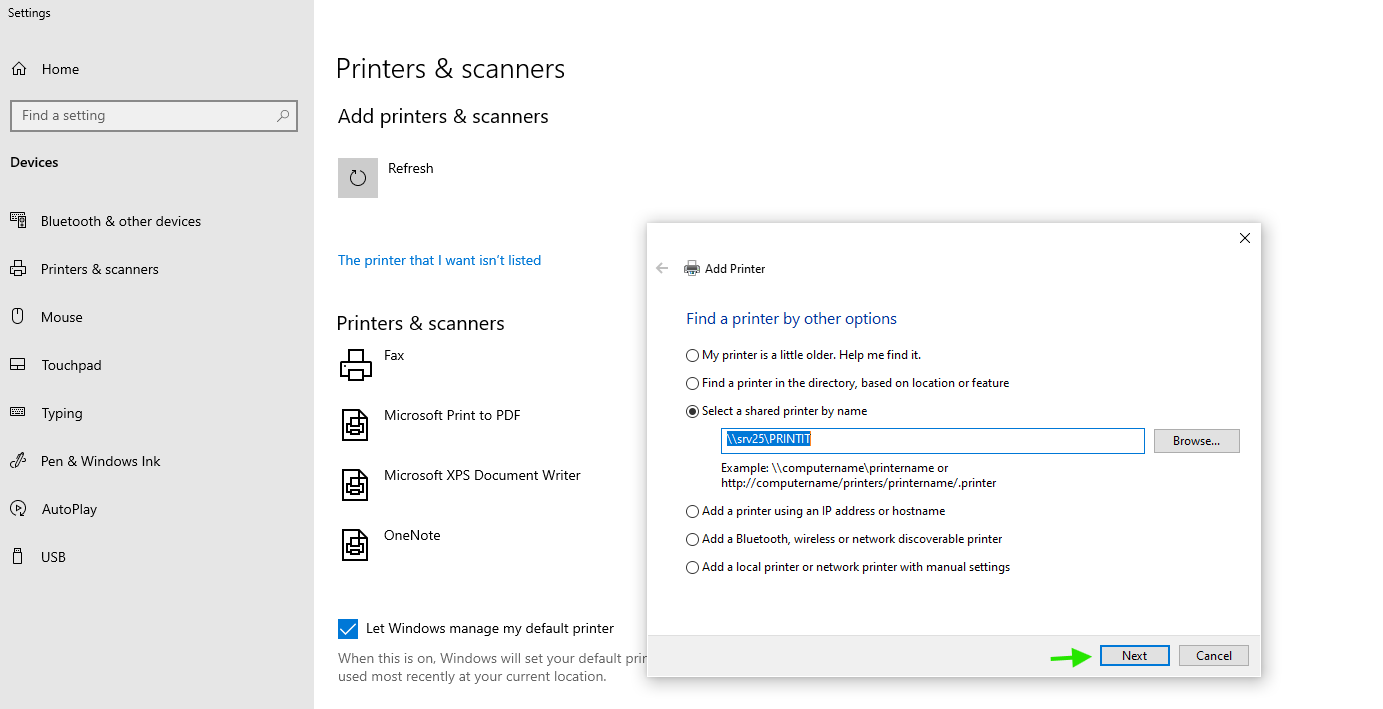 Settings
Home
Find a setting
Devices
Bluetooth & other devices
Printers & scanners
Mouse
Touchpad
Typing
Pen & Windows Ink
AutoPlay
USB
Printers & scanners
Add printers & scanners
Refresh
The printer that I want isn't listed
Printers & scanners
Fax
Microsoft Print to PDF
Microsoft XPS Document Writer
OneNote
Let Windows manage my default printer
When this is on, Windows will set your default
used most recently at your current location.
Add Printer
Find a printer by other options
My printer is a little older. Help me find it.
Find a printer in the directory, based on location or feature
Select a shared printer by name
\\srv25\PRINTIT
Browse...
Example: \\computername\printername or
http://computername/printers/printername/.printer
Add a printer using an IP address or hostname
Add a Bluetooth, wireless or network discoverable printer
Add a local printer or network printer with manual settings
Next
Cancel